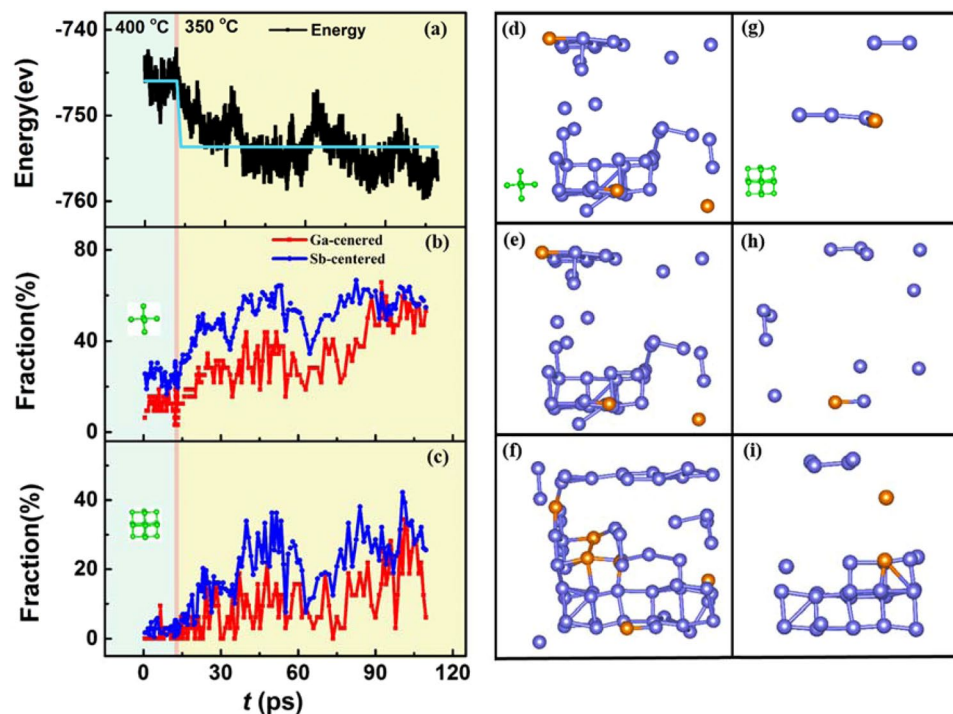 400 °C 350 °C Energy (a)
-740
-750
-760
Energy(ev)
Ga-cenered (b)
Sb-centered
80
40
0
Fraction(%)
(c)
40
20
0
Fraction(%)
0 30 60 90 120
t (ps)
(d) (g)
(e) (h)
(f) (i)